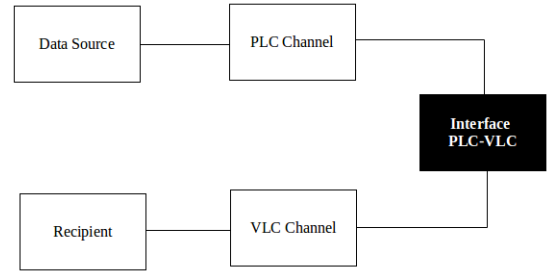 Data Source
PLC Channel
Interface
PLC-VLC
Recipient
VLC Channel